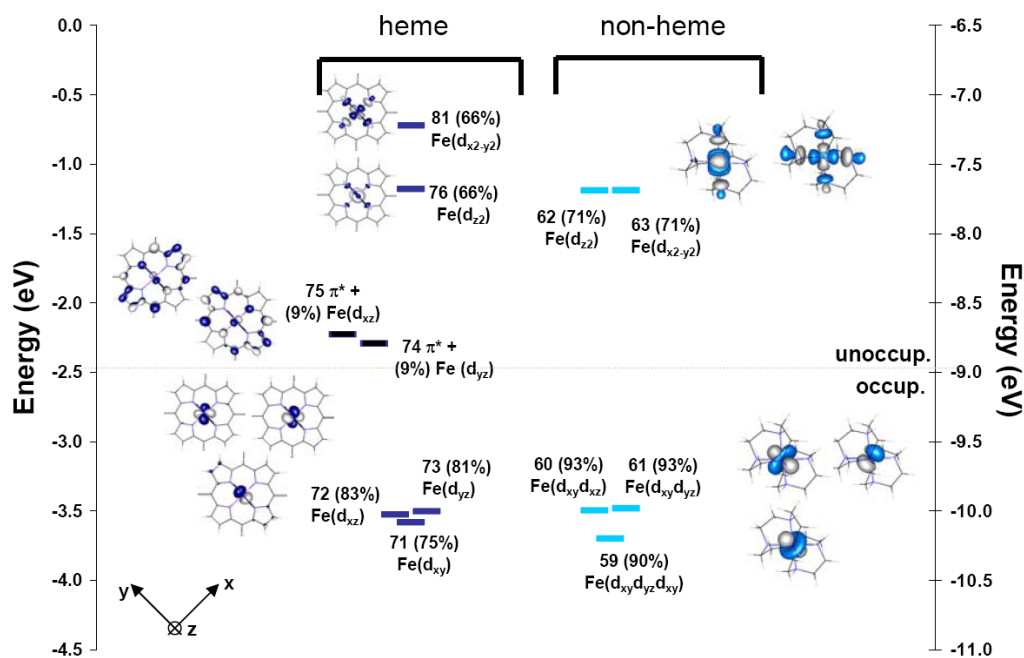 heme
non-heme
0.0
-0.5
-1.0
-1.5
-2.0
-2.5
-3.0
-3.5
-4.0
-4.5
Energy (eV)
81 (66%)
Fe(dx2-y2)
76 (66%)
Fe(dz2)
75 π* +
(9%) Fe(dxz)
74 π* +
(9%) Fe (dyz)
72 (83%)
Fe(dxz)
73 (81%)
Fe(dyz)
71 (75%)
Fe(dxy)
y
x
z
62 (71%)
Fe(dz2)
63 (71%)
Fe(dx2-y2)
unoccup.
occup.
60 (93%)
Fe(dxydxz)
61 (93%)
Fe(dxydyz)
59 (90%)
Fe(dxydyzdxy)
-6.5
-7.0
-7.5
-8.0
-8.5
-9.0
-9.5
-10.0
-10.5
-11.0
Energy (eV)